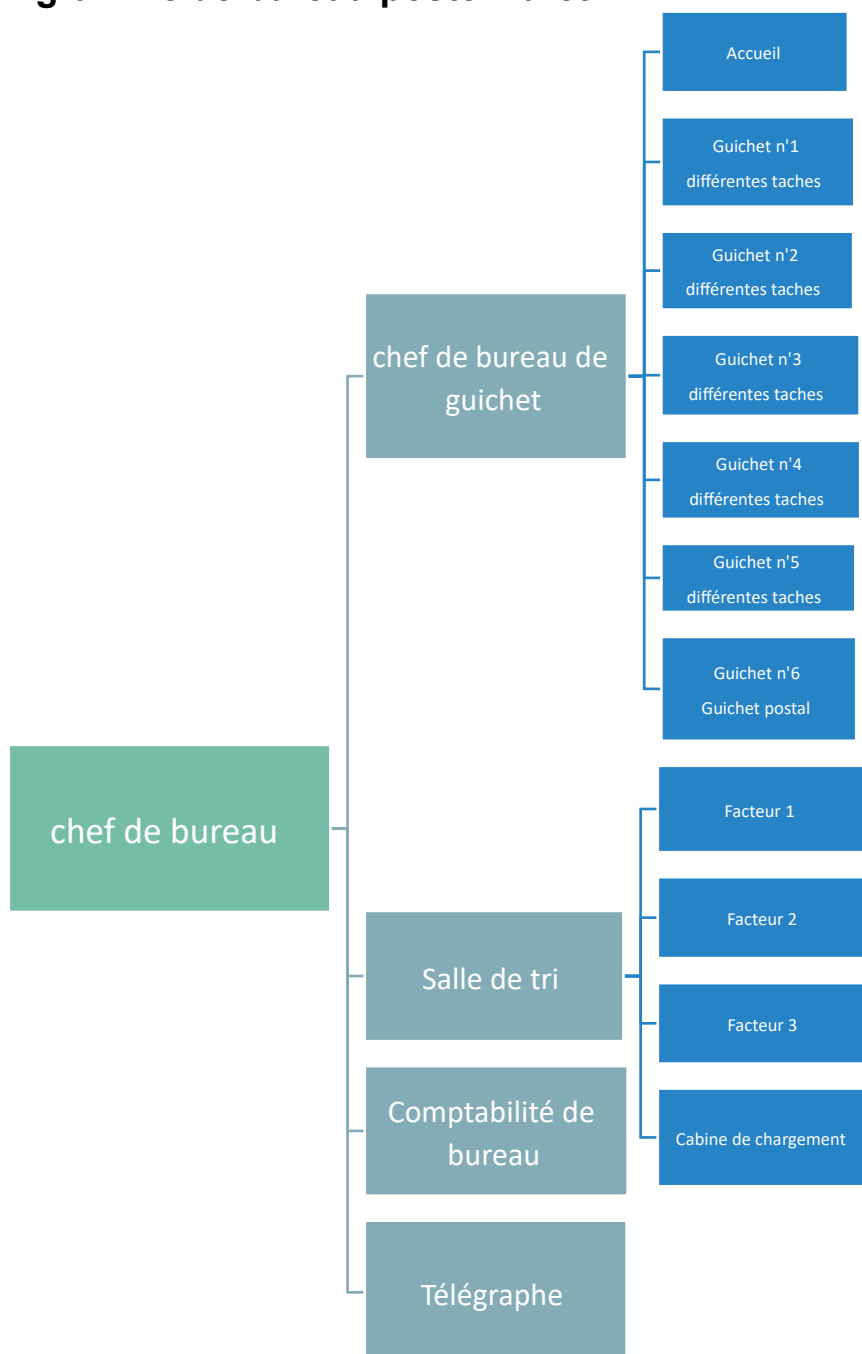 Accueil
Guichet n'1
différentes taches
Guichet n'2
différentes taches
chef de bureau de
guichet
Guichet n'3
différentes taches
Guichet n'4
différentes taches
Guichet n'5
différentes taches
Guichet n'6
Guichet postal
chef de bureau
Facteur 1
Facteur 2
Salle de tri
Facteur 3
Comptabilité de
bureau
Cabine de chargement
Télégraphe